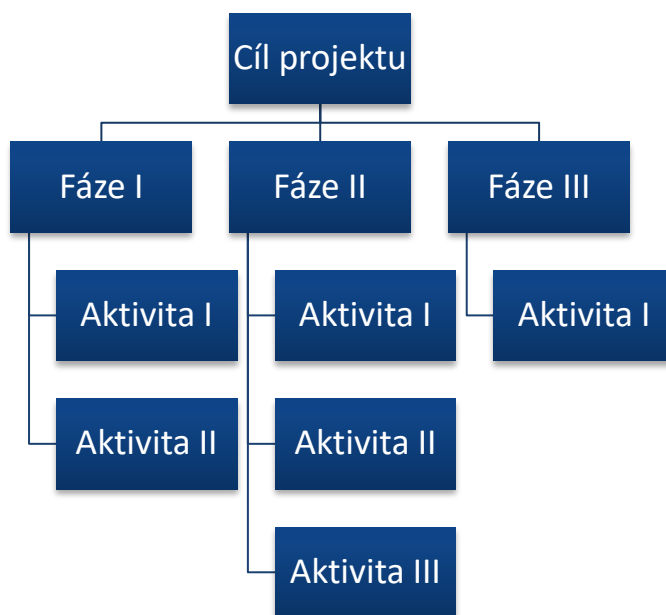 Cíl projektu
Fáze I
Fáze II
Fáze III
Aktivita I
Aktivita I
Aktivita I
Aktivita II
Aktivita II
Aktivita III